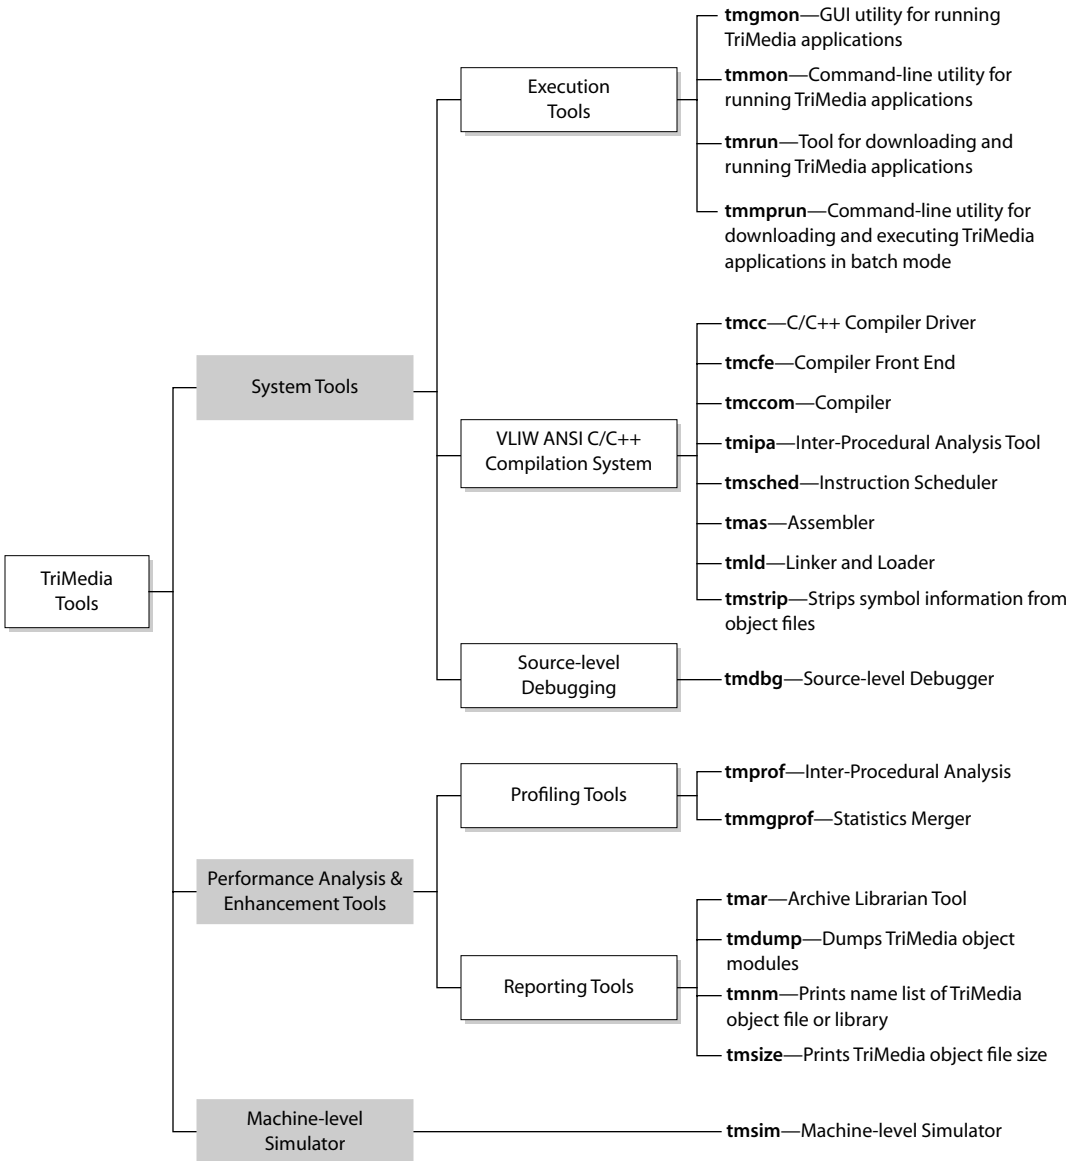 tmgmon—GUI utility for running
TriMedia applications
Execution
Tools
tmmon—Command-line utility for
running TriMedia applications
tmrun—Tool for downloading and
running TriMedia applications
tmmprun—Command-line utility for
downloading and executing TriMedia
applications in batch mode
System Tools
VLIW ANSI C/C++
Compilation System
tmcc—C/C++ Compiler Driver
tmcfe—Compiler Front End
tmccom—Compiler
tmipa—Inter-Procedural Analysis Tool
tmsched—Instruction Scheduler
tmas—Assembler
tmld—Linker and Loader
tmstrip—Strips symbol information from
object files
TriMedia
Tools
Source-level
Debugging
tmdbg—Source-level Debugger
Profiling Tools
tmprof—Inter-Procedural Analysis
tmmgprof—Statistics Merger
Performance Analysis &
Enhancement Tools
Reporting Tools
tmar—Archive Librarian Tool
tmdump—Dumps TriMedia object
modules
tmnm—Prints name list of TriMedia
object file or library
tmsize—Prints TriMedia object file size
Machine-level
Simulator
tmsim—Machine-level Simulator